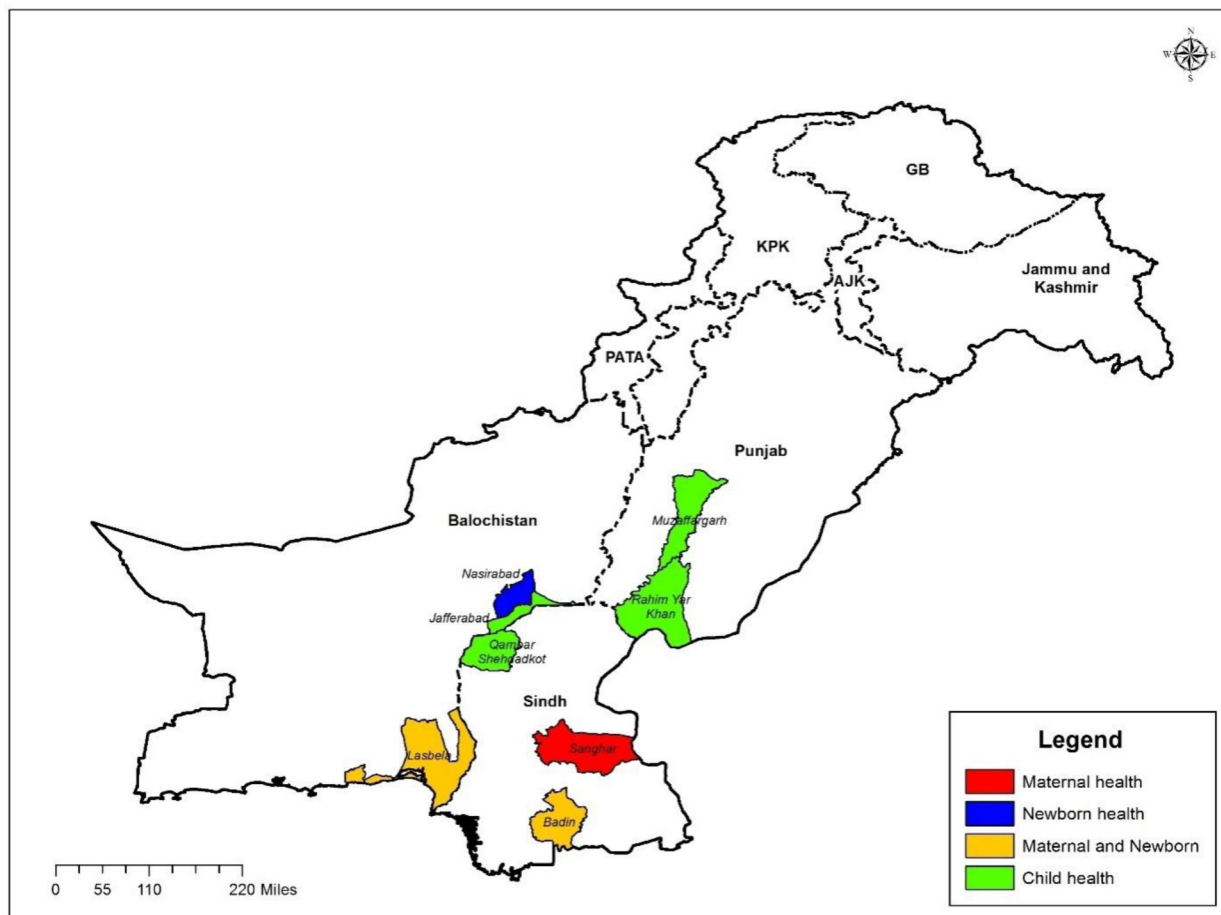 N
W E
S
GB
KPK
AJK
Jammu and
Kashmir
PATA
Punjab
Balochistan
Muzaffargarh
Nasirabad
Rahim Yar
Khan
Jafferabad
Qambar
Shehdadkot
Sindh
Lasbela
Sanghar
Badin
Legend
Maternal health
Newborn health
Maternal and Newborn
Child health
0 55 110 220 Miles